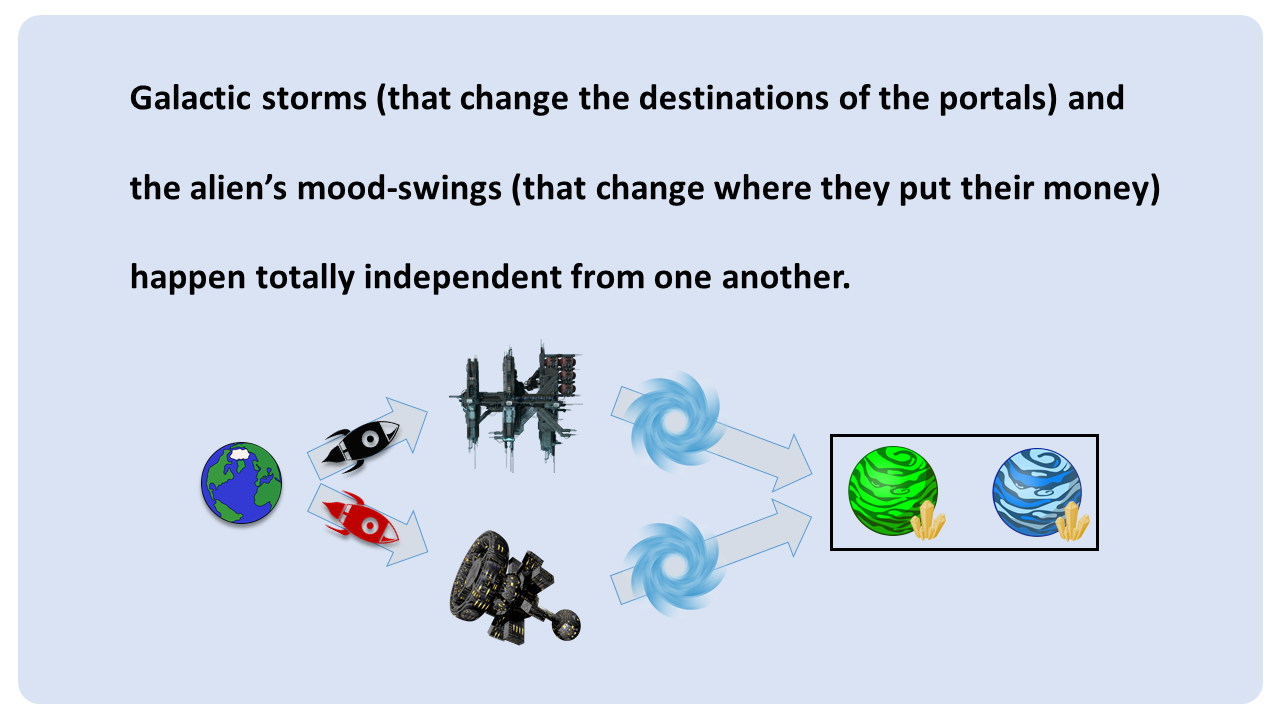 Galactic storms (that change the destinations of the portals) and
the alien’s mood-swings (that change where they put their money)
happen totally independent from one another.